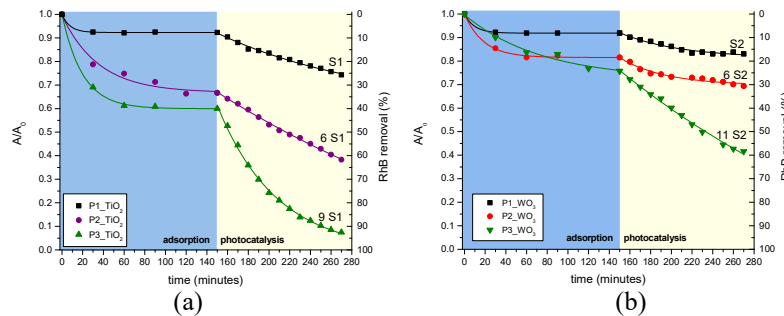 (a)
1.0
0.9
0.8
0.7
0.6
0.5
0.4
0.3
0.2
0.1
0.0
A/A₀
0
10
20
30
40
50
60
70
80
90
100
RhB removal (%)
S1
6 S1
9 S1
P1_TiO₂
P2_TiO₂
P3_TiO₂
adsorption
photocatalysis
0 20 40 60 80 100 120 140 160 180 200 220 240 260 280
time (minutes)
(a)
(b)
1.0
0.9
0.8
0.7
0.6
0.5
0.4
0.3
0.2
0.1
0.0
A/A₀
0
10
20
30
40
50
60
70
80
90
100
RhB removal (%)
S2
6 S2
11 S2
P1_WO₃
P2_WO₃
P3_WO₃
adsorption
photocatalysis
0 20 40 60 80 100 120 140 160 180 200 220 240 260 280
time (minutes)
(b)